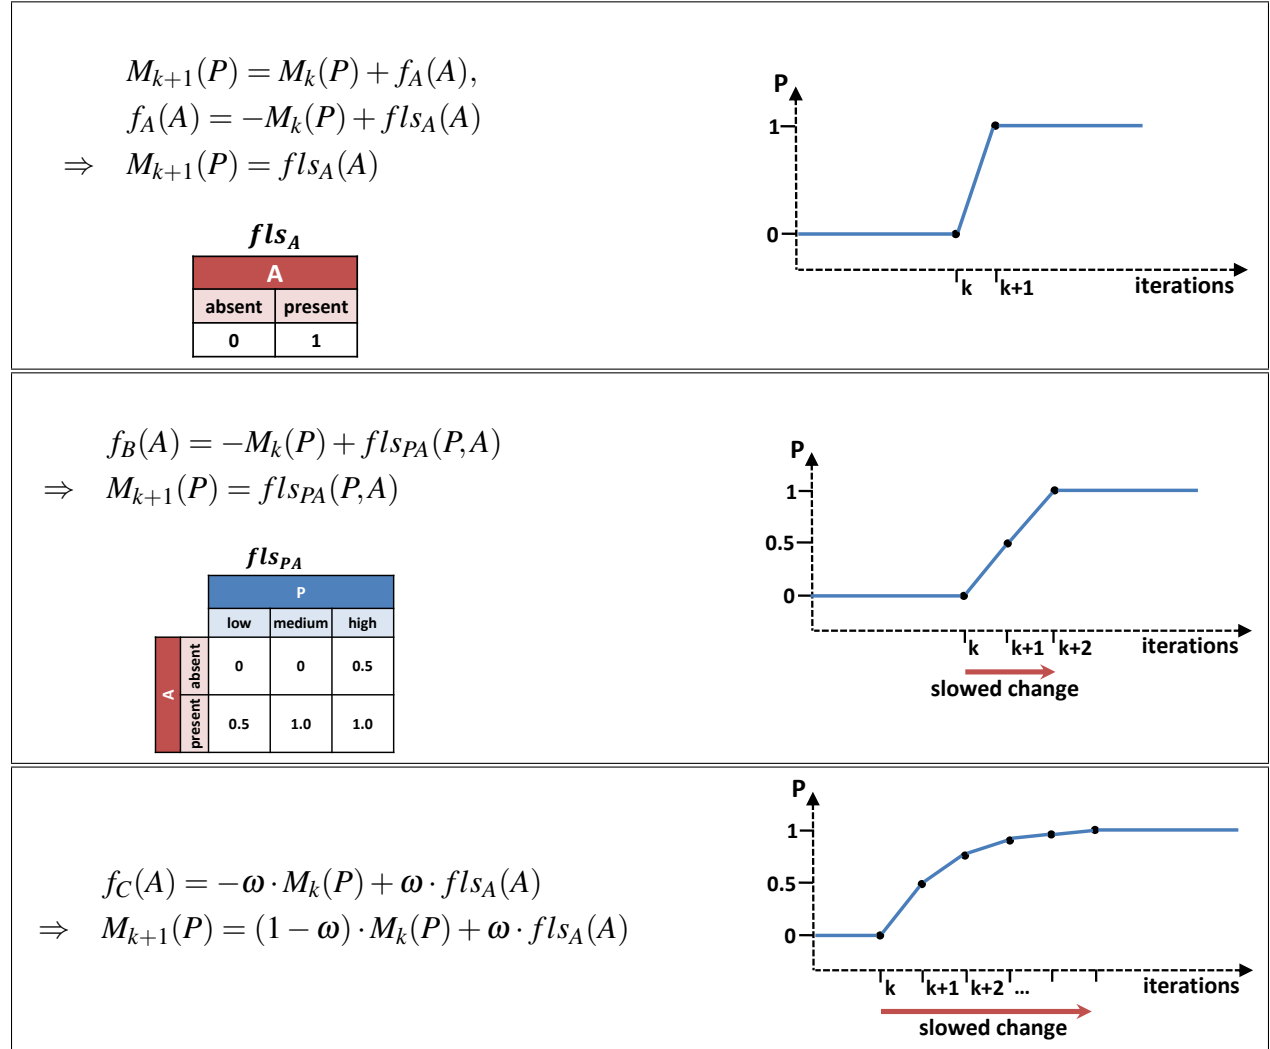 M_{k+1}(P) = M_k(P) + f_A(A),
f_A(A) = −M_k(P) + fls_A(A)
⇒ M_{k+1}(P) = fls_A(A)
fls_A
A
absent present
0 1
P
1
0
k k+1 iterations
f_B(A) = −M_k(P) + fls_{PA}(P,A)
⇒ M_{k+1}(P) = fls_{PA}(P,A)
fls_{PA}
P
low medium high
A absent 0 0 0.5
present 0.5 1.0 1.0
P
1
0.5
0
k k+1 k+2 iterations
slowed change
f_C(A) = −ω · M_k(P) + ω · fls_A(A)
⇒ M_{k+1}(P) = (1 − ω) · M_k(P) + ω · fls_A(A)
P
1
0.5
0
k k+1 k+2 ... iterations
slowed change